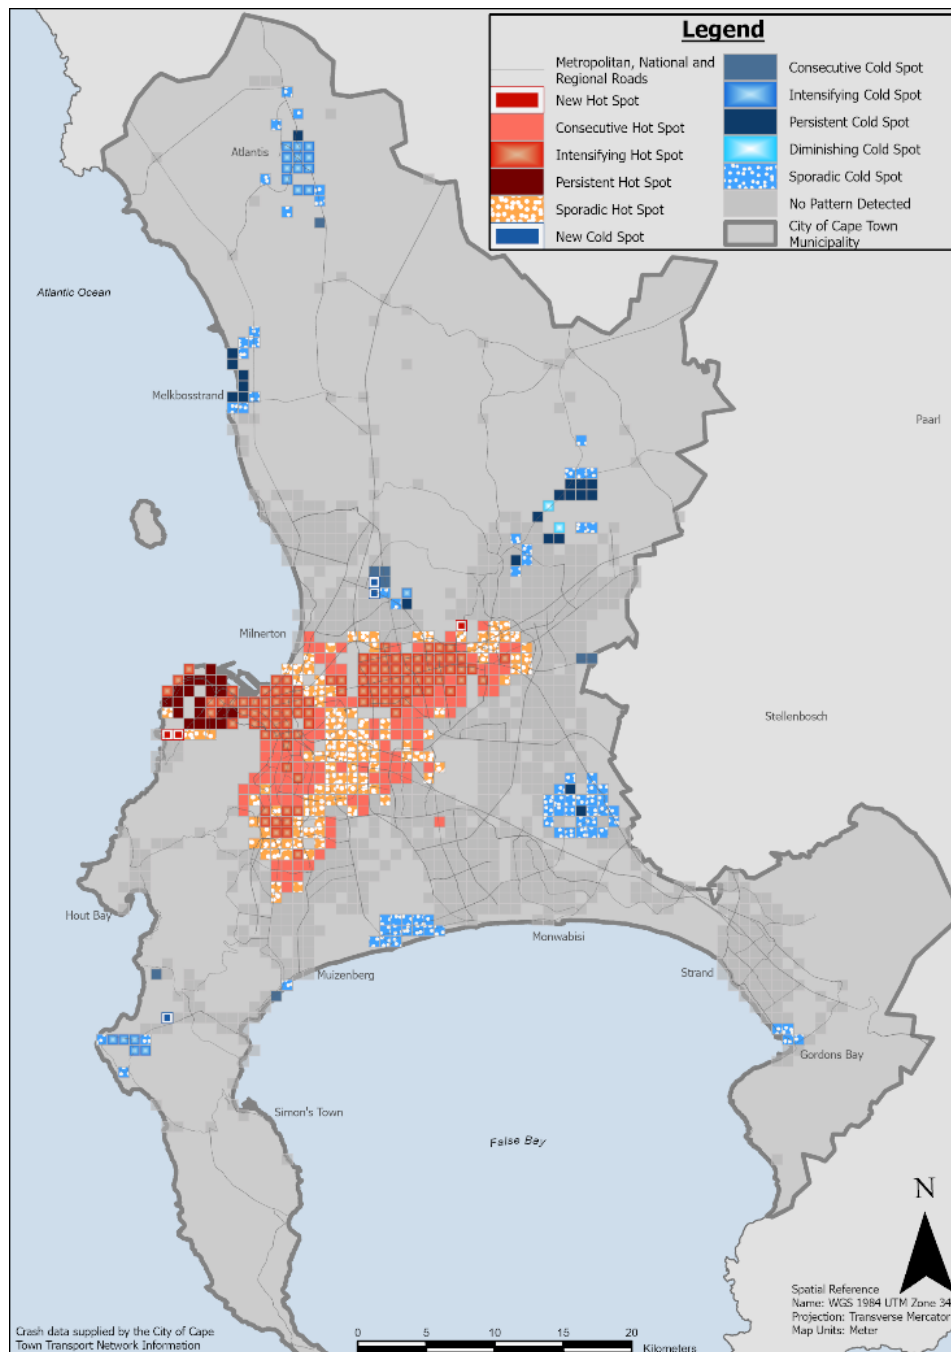 Legend
Metropolitan, National and
Regional Roads
New Hot Spot
Consecutive Hot Spot
Intensifying Hot Spot
Persistent Hot Spot
Sporadic Hot Spot
New Cold Spot
Consecutive Cold Spot
Intensifying Cold Spot
Persistent Cold Spot
Diminishing Cold Spot
Sporadic Cold Spot
No Pattern Detected
City of Cape Town
Municipality
Atlantis
Atlantic Ocean
Melkbosstrand
Paarl
Milnerton
Stellenbosch
Hout Bay
Monwabisi
Muizenberg
Strand
Gordons Bay
Simon's Town
False Bay
N
Spatial Reference
Name: WGS 1984 UTM Zone 34
Projection: Transverse Mercator
Map Units: Meter
Crash data supplied by the City of Cape
Town Transport Network Information
0 5 10 15 20
Kilometers